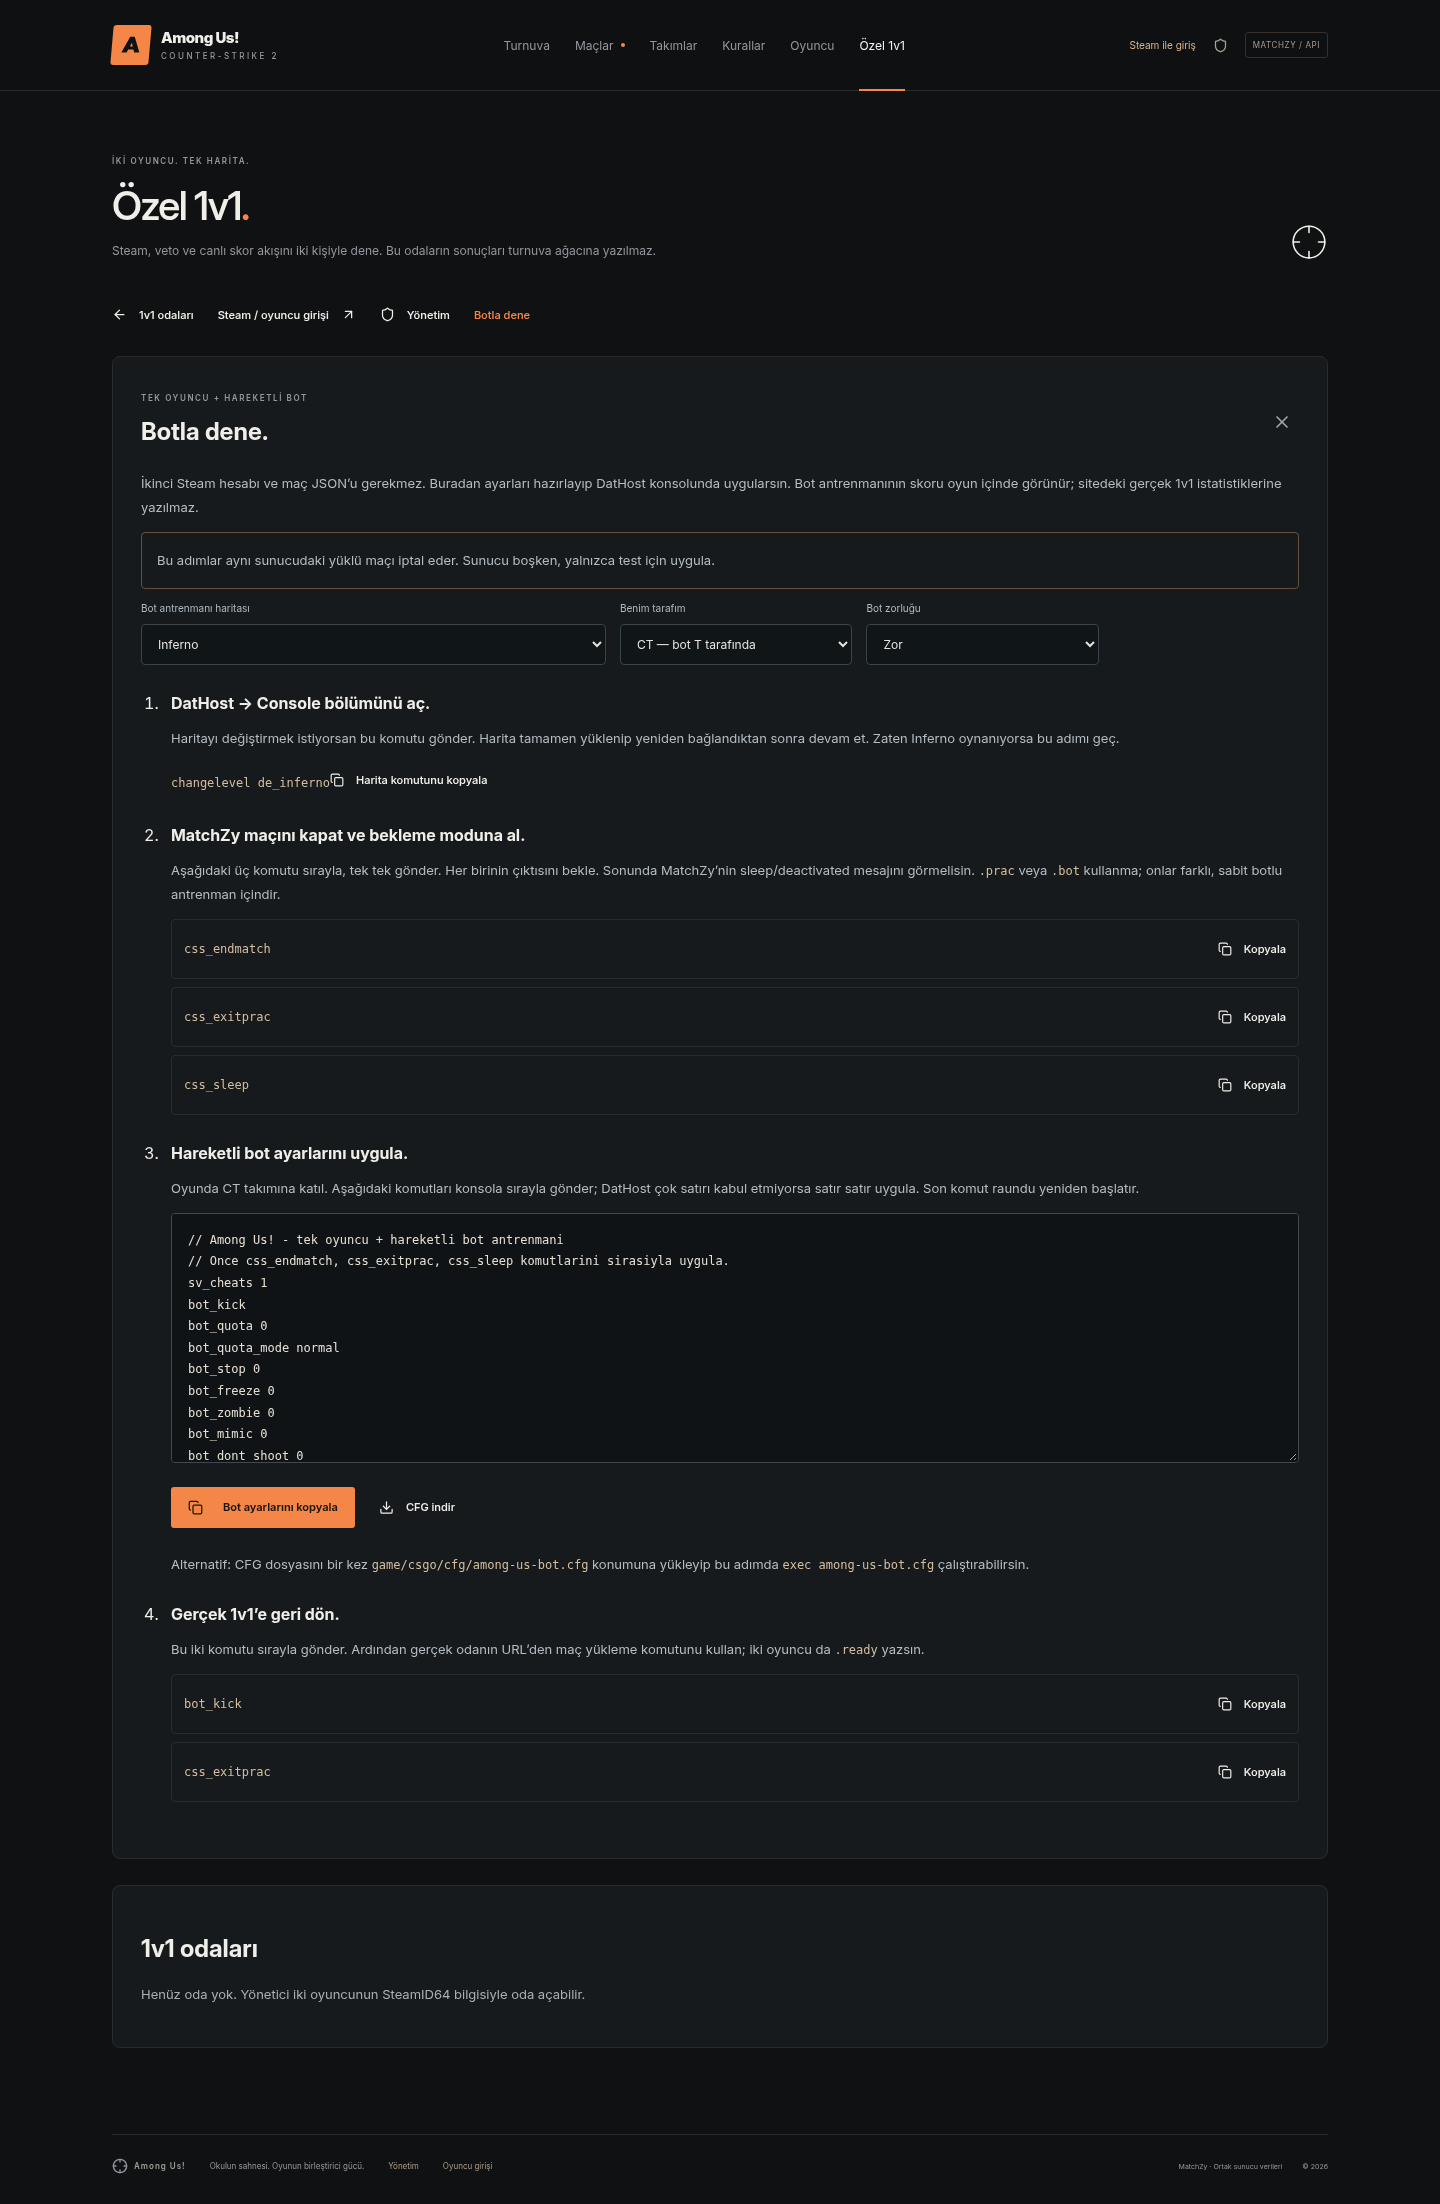 A
Among Us!
COUNTER-STRIKE 2
Turnuva
Maçlar
Takımlar
Kurallar
Oyuncu
Özel 1v1
Steam ile giriş
MATCHZY / API
İKİ OYUNCU. TEK HARİTA.
Özel 1v1.
Steam, veto ve canlı skor akışını iki kişiyle dene. Bu odaların sonuçları turnuva ağacına yazılmaz.
1v1 odaları
Steam / oyuncu girişi
Yönetim
Botla dene
TEK OYUNCU + HAREKETLİ BOT
Botla dene.
İkinci Steam hesabı ve maç JSON’u gerekmez. Buradan ayarları hazırlayıp DatHost konsolunda uygularsın. Bot antrenmanının skoru oyun içinde görünür; sitedeki gerçek 1v1 istatistiklerine
yazılmaz.
Bu adımlar aynı sunucudaki yüklü maçı iptal eder. Sunucu boşken, yalnızca test için uygula.
Bot antrenmanı haritası
Benim tarafım
Bot zorluğu
Inferno
CT — bot T tarafında
Zor
1. DatHost → Console bölümünü aç.
Haritayı değiştirmek istiyorsan bu komutu gönder. Harita tamamen yüklenip yeniden bağlandıktan sonra devam et. Zaten Inferno oynanıyorsa bu adımı geç.
changelevel de_inferno
Harita komutunu kopyala
2. MatchZy maçını kapat ve bekleme moduna al.
Aşağıdaki üç komutu sırayla, tek tek gönder. Her birinin çıktısını bekle. Sonunda MatchZy’nin sleep/deactivated mesajını görmelisin. .prac veya .bot kullanma; onlar farklı, sabit botlu
antrenman içindir.
css_endmatch
Kopyala
css_exitprac
Kopyala
css_sleep
Kopyala
3. Hareketli bot ayarlarını uygula.
Oyunda CT takımına katıl. Aşağıdaki komutları konsola sırayla gönder; DatHost çok satırı kabul etmiyorsa satır satır uygula. Son komut raundu yeniden başlatır.
// Among Us! - tek oyuncu + hareketli bot antrenmani
// Once css_endmatch, css_exitprac, css_sleep komutlarini sirasiyla uygula.
sv_cheats 1
bot_kick
bot_quota 0
bot_quota_mode normal
bot_stop 0
bot_freeze 0
bot_zombie 0
bot_mimic 0
bot_dont_shoot 0
Bot ayarlarını kopyala
CFG indir
Alternatif: CFG dosyasını bir kez game/csgo/cfg/among-us-bot.cfg konumuna yükleyip bu adımda exec among-us-bot.cfg çalıştırabilirsin.
4. Gerçek 1v1’e geri dön.
Bu iki komutu sırayla gönder. Ardından gerçek odanın URL’den maç yükleme komutunu kullan; iki oyuncu da .ready yazsın.
bot_kick
Kopyala
css_exitprac
Kopyala
1v1 odaları
Henüz oda yok. Yönetici iki oyuncunun SteamID64 bilgisiyle oda açabilir.
Among Us!
Okulun sahnesi. Oyunun birleştirici gücü.
Yönetim
Oyuncu girişi
MatchZy · Ortak sunucu verileri
© 2026